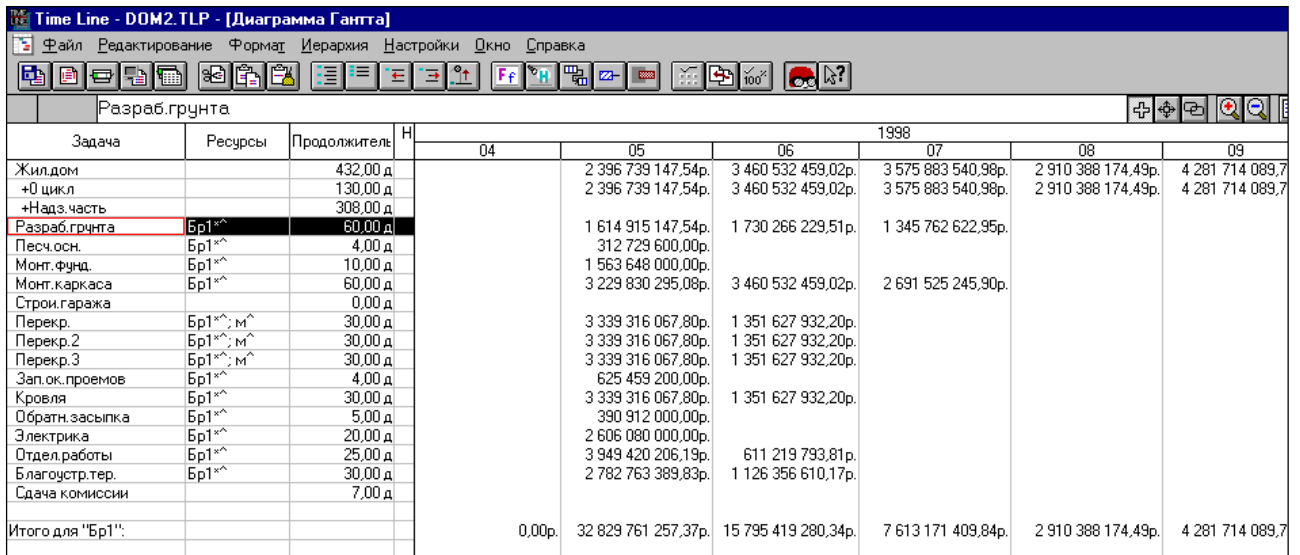 Time Line - DOM2.TLP - [Диаграмма Гантта]
Файл Редактирование Формат Иерархия Настройки Окно Справка
Разраб.грунта
Задача Ресурсы Продолжитель Н 1998
04 05 06 07 08 09
Жил.дом 432,00 д 2 396 739 147,54р. 3 460 532 459,02р. 3 575 883 540,98р. 2 910 388 174,49р. 4 281 714 089,7
+0 цикл 130,00 д 2 396 739 147,54р. 3 460 532 459,02р. 3 575 883 540,98р. 2 910 388 174,49р. 4 281 714 089,7
+Надз.часть 308,00 д
Разраб.грунта Бр1*^ 60,00 д 1 614 915 147,54р. 1 730 266 229,51р. 1 345 762 622,95р.
Песч.осн. Бр1*^ 4,00 д 312 729 600,00р.
Монт.фунд. Бр1*^ 10,00 д 1 563 648 000,00р.
Монт.каркаса Бр1*^ 60,00 д 3 229 830 295,08р. 3 460 532 459,02р. 2 691 525 245,90р.
Строи.гаража 0,00 д
Перекр. Бр1*^; м^ 30,00 д 3 339 316 067,80р. 1 351 627 932,20р.
Перекр.2 Бр1*^; м^ 30,00 д 3 339 316 067,80р. 1 351 627 932,20р.
Перекр.3 Бр1*^; м^ 30,00 д 3 339 316 067,80р. 1 351 627 932,20р.
Зап.ок.проемов Бр1*^ 4,00 д 625 459 200,00р.
Кровля Бр1*^ 30,00 д 3 339 316 067,80р. 1 351 627 932,20р.
Обратн.засыпка Бр1*^ 5,00 д 390 912 000,00р.
Электрика Бр1*^ 20,00 д 2 606 080 000,00р.
Отдел.работы Бр1*^ 25,00 д 3 949 420 206,19р. 611 219 793,81р.
Благоустр.тер. Бр1*^ 30,00 д 2 782 763 389,83р. 1 126 356 610,17р.
Сдача комиссии 7,00 д
Итого для "Бр1": 0,00р. 32 829 761 257,37р. 15 795 419 280,34р. 7 613 171 409,84р. 2 910 388 174,49р. 4 281 714 089,7